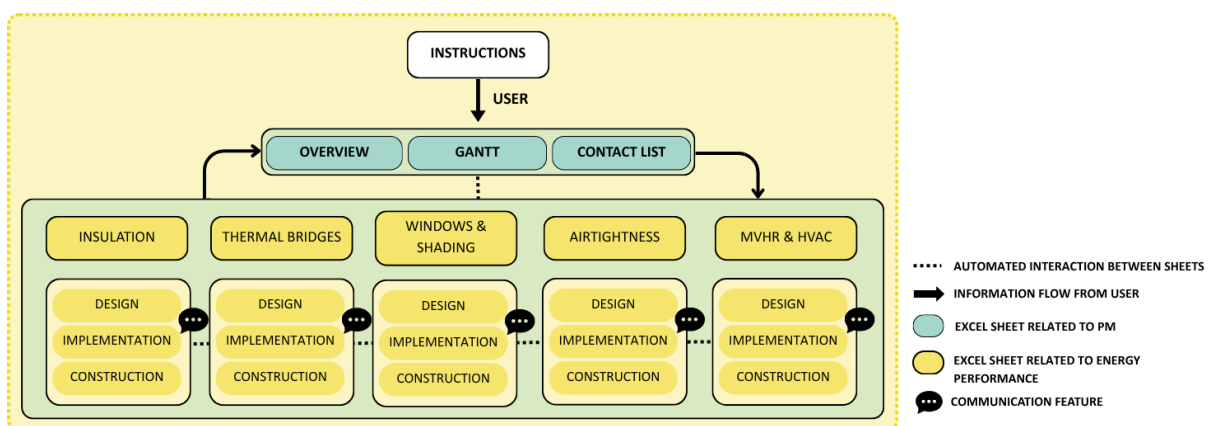 INSTRUCTIONS
USER
OVERVIEW
GANTT
CONTACT LIST
INSULATION
THERMAL BRIDGES
WINDOWS &
SHADING
AIRTIGHTNESS
MVHR & HVAC
DESIGN
IMPLEMENTATION
CONSTRUCTION
DESIGN
IMPLEMENTATION
CONSTRUCTION
DESIGN
IMPLEMENTATION
CONSTRUCTION
DESIGN
IMPLEMENTATION
CONSTRUCTION
DESIGN
IMPLEMENTATION
CONSTRUCTION
AUTOMATED INTERACTION BETWEEN SHEETS
INFORMATION FLOW FROM USER
EXCEL SHEET RELATED TO PM
EXCEL SHEET RELATED TO ENERGY
PERFORMANCE
COMMUNICATION FEATURE